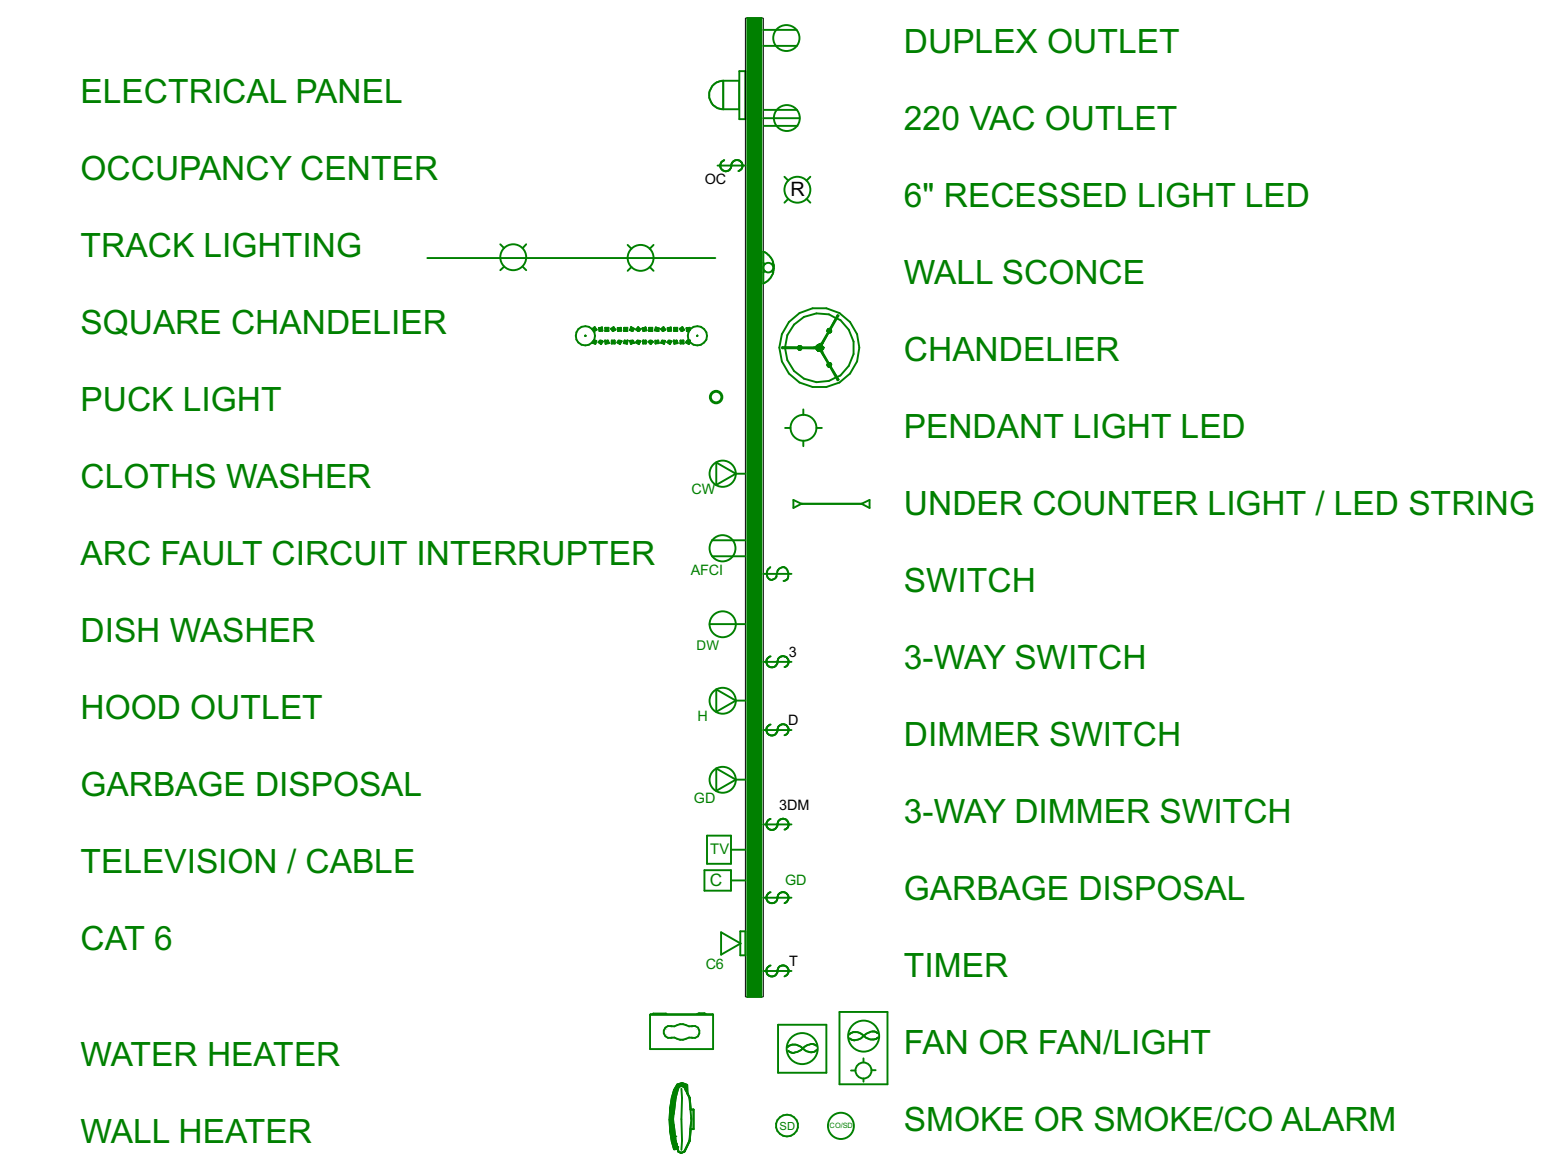 ELECTRICAL PANEL
OCCUPANCY CENTER
OC
TRACK LIGHTING
SQUARE CHANDELIER
PUCK LIGHT
CLOTHS WASHER
CW
ARC FAULT CIRCUIT INTERRUPTER
AFCI
DISH WASHER
DW
HOOD OUTLET
H
GARBAGE DISPOSAL
GD
TELEVISION / CABLE
TV
C
CAT 6
C6
WATER HEATER
WALL HEATER
DUPLEX OUTLET
220 VAC OUTLET
R
6" RECESSED LIGHT LED
WALL SCONCE
CHANDELIER
PENDANT LIGHT LED
UNDER COUNTER LIGHT / LED STRING
$ SWITCH
$ 3
3-WAY SWITCH
$ D
DIMMER SWITCH
3DM
$ 3-WAY DIMMER SWITCH
GD
$ GARBAGE DISPOSAL
$ T
TIMER
FAN OR FAN/LIGHT
SD
CO/SD
SMOKE OR SMOKE/CO ALARM